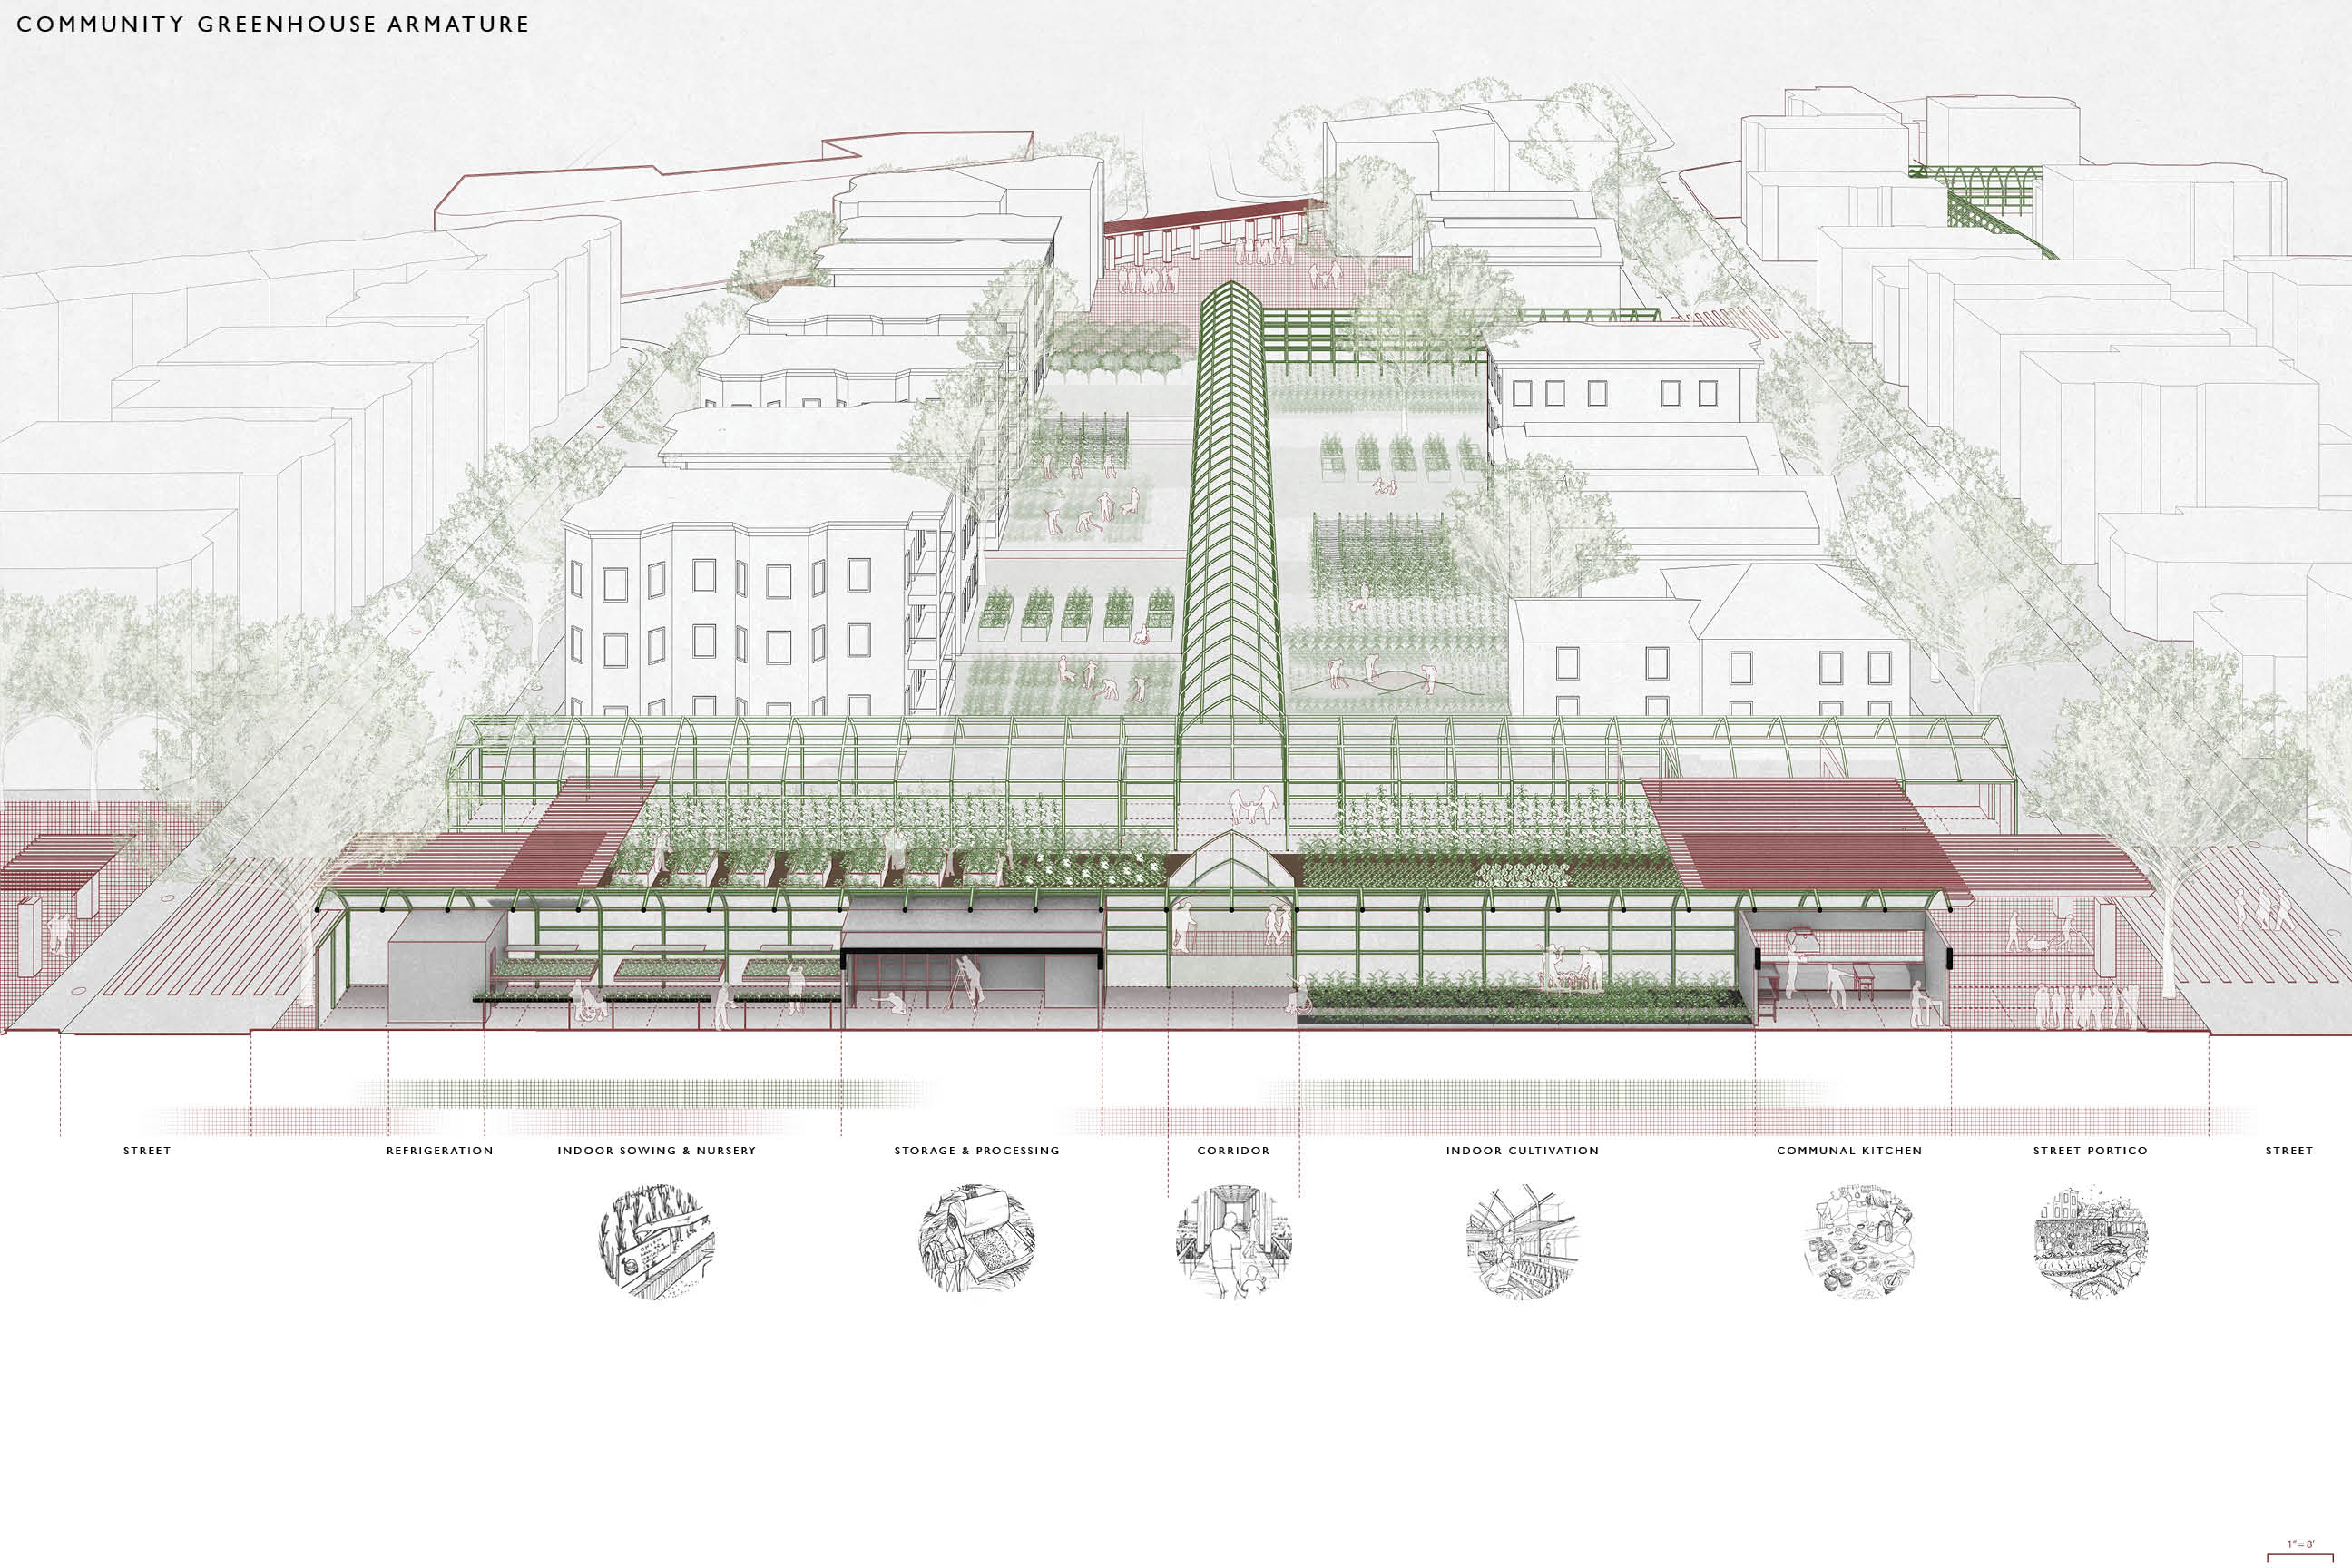 COMMUNITY GREENHOUSE ARMATURE
STREET
REFRIGERATION
INDOOR SOWING & NURSERY
STORAGE & PROCESSING
CORRIDOR
INDOOR CULTIVATION
COMMUNAL KITCHEN
STREET PORTICO
STREET
1"=8'